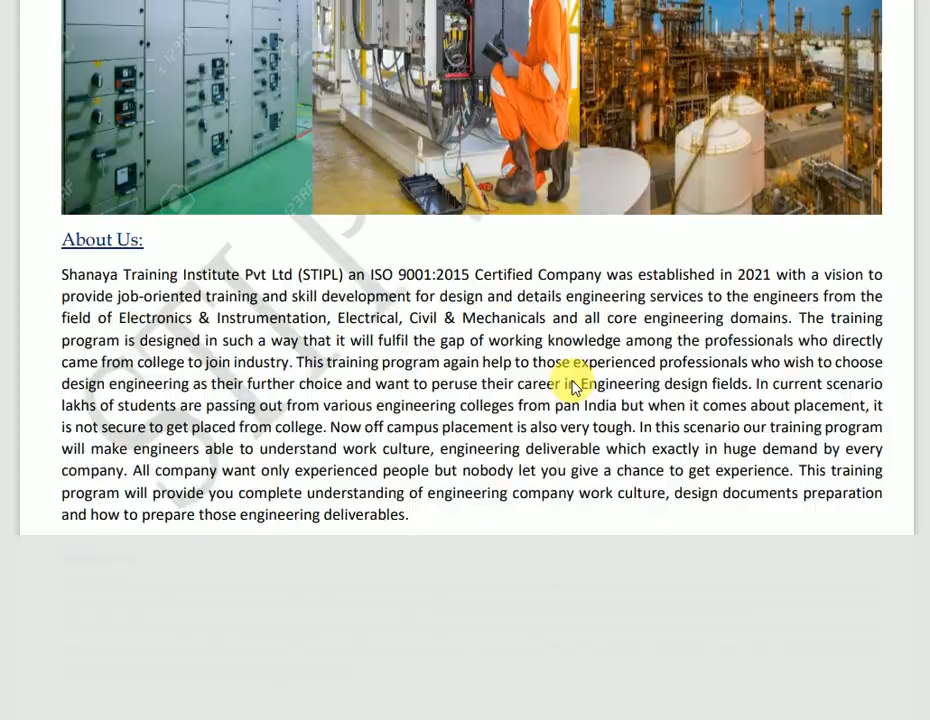 About Us:
Shanaya Training Institute Pvt Ltd (STIPL) an ISO 9001:2015 Certified Company was established in 2021 with a vision to
provide job-oriented training and skill development for design and details engineering services to the engineers from the
field of Electronics & Instrumentation, Electrical, Civil & Mechanicals and all core engineering domains. The training
program is designed in such a way that it will fulfil the gap of working knowledge among the professionals who directly
came from college to join industry. This training program again help to those experienced professionals who wish to choose
design engineering as their further choice and want to peruse their career in Engineering design fields. In current scenario
lakhs of students are passing out from various engineering colleges from pan India but when it comes about placement, it
is not secure to get placed from college. Now off campus placement is also very tough. In this scenario our training program
will make engineers able to understand work culture, engineering deliverable which exactly in huge demand by every
company. All company want only experienced people but nobody let you give a chance to get experience. This training
program will provide you complete understanding of engineering company work culture, design documents preparation
and how to prepare those engineering deliverables.